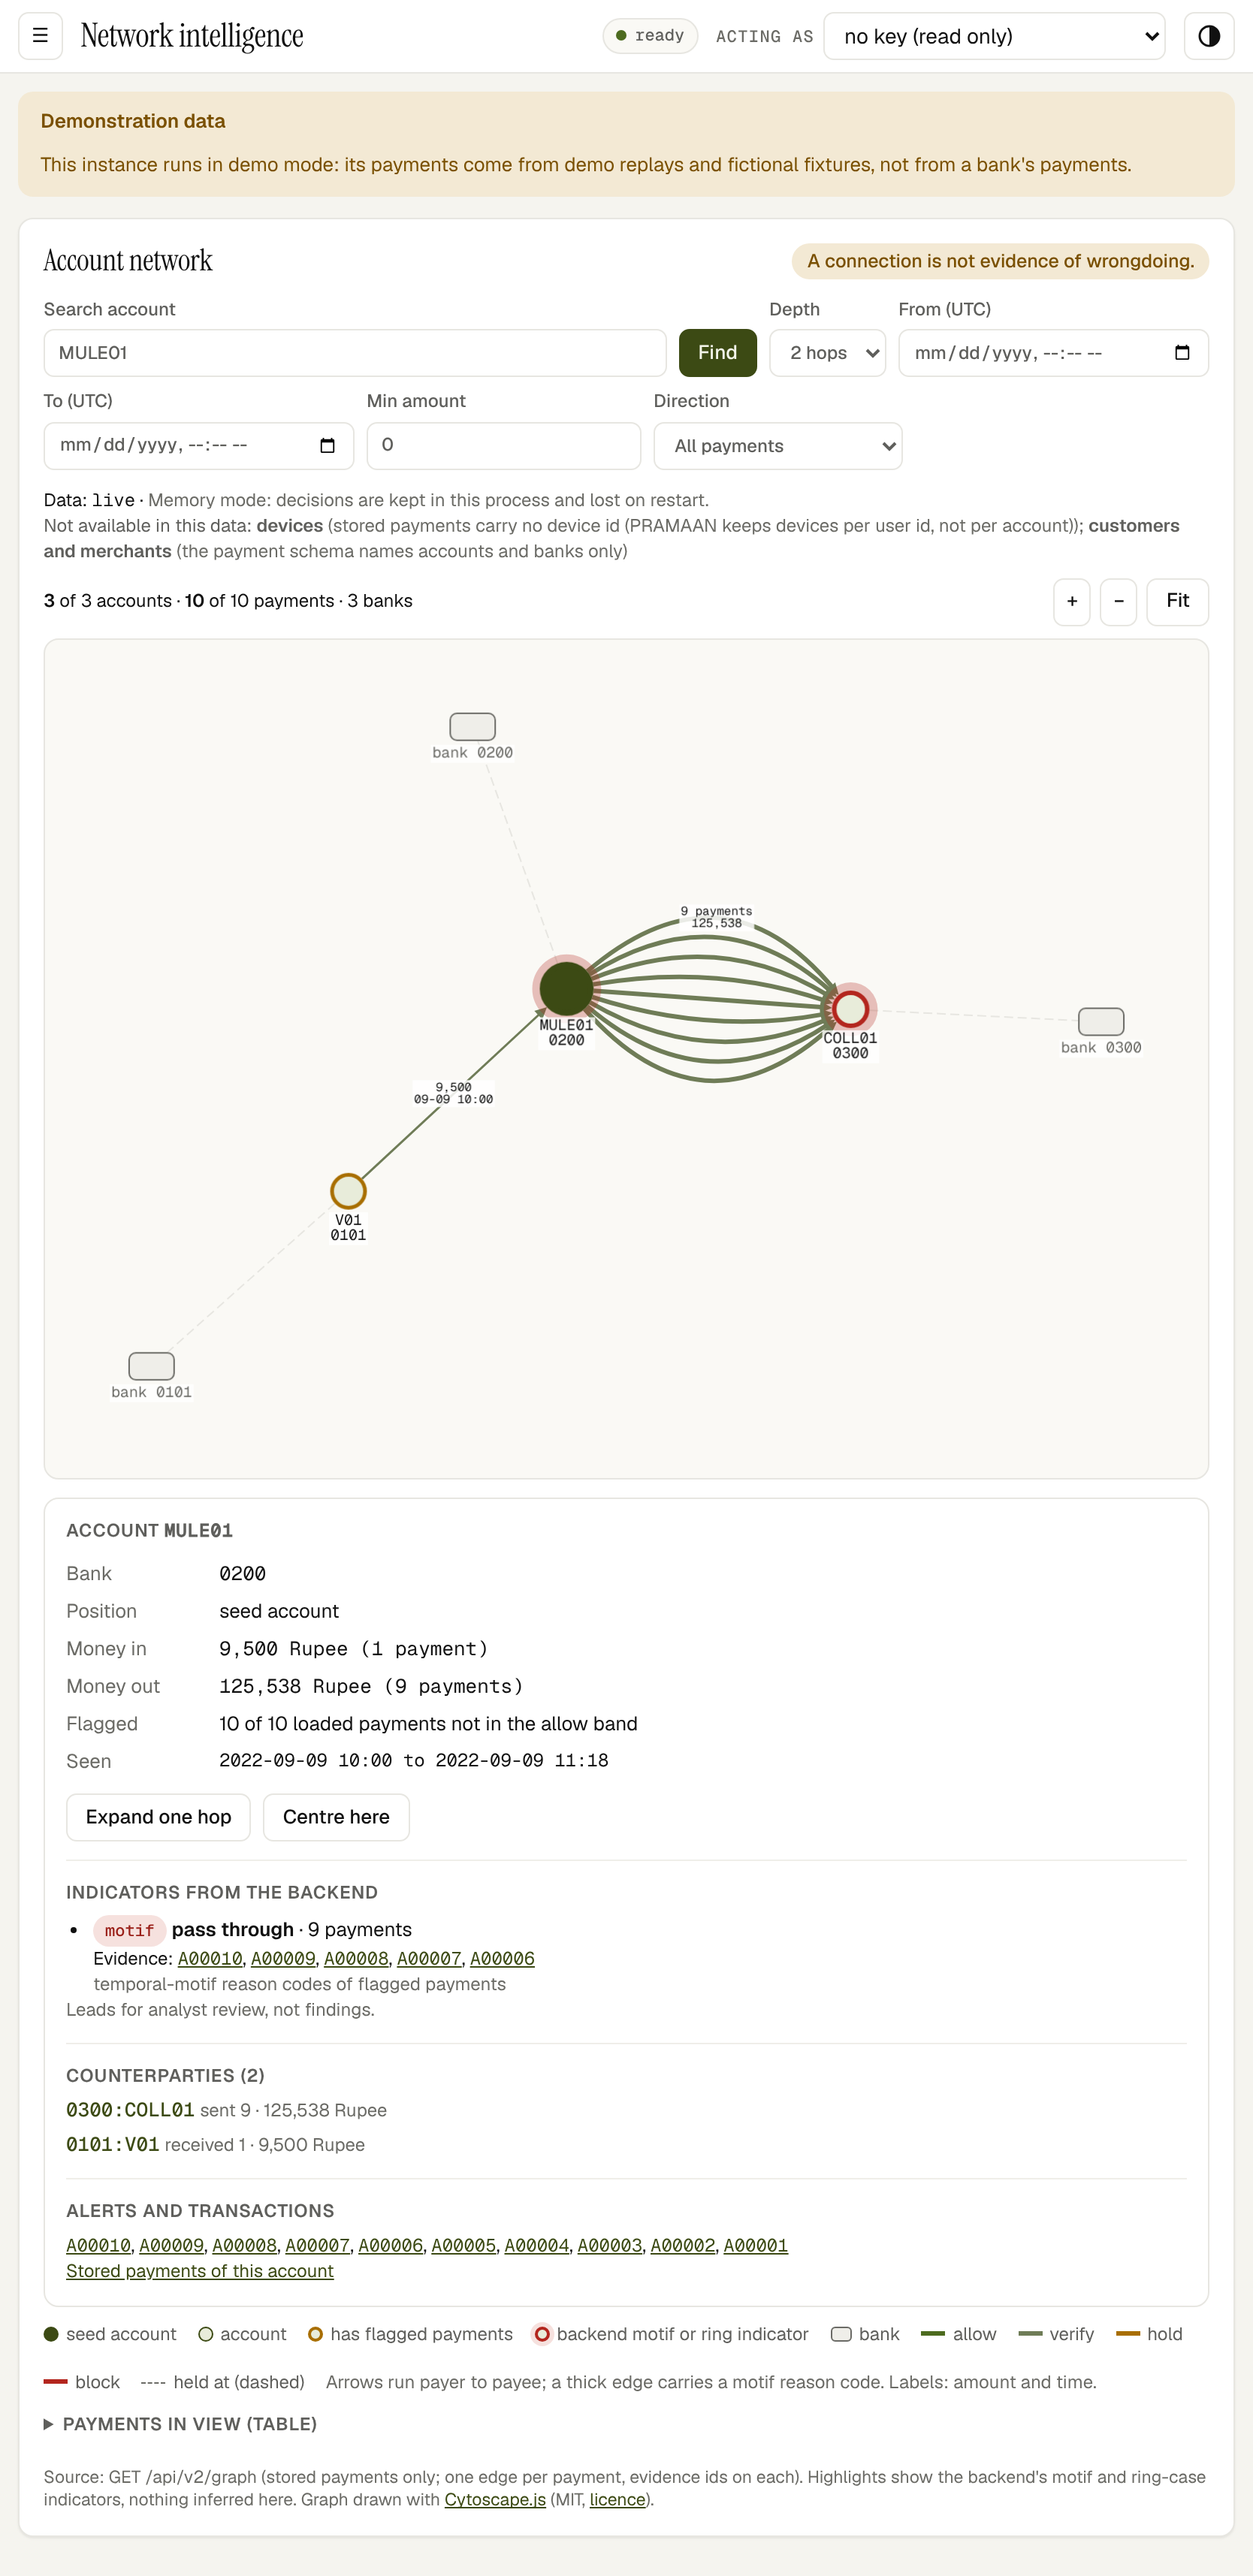 ☰ Network intelligence ready ACTING AS no key (read only)
Demonstration data
This instance runs in demo mode: its payments come from demo replays and fictional fixtures, not from a bank's payments.
Account network A connection is not evidence of wrongdoing.
Search account Depth From (UTC)
MULE01 Find 2 hops mm/dd/yyyy, --:-- --
To (UTC) Min amount Direction
mm/dd/yyyy, --:-- -- 0 All payments
Data: live · Memory mode: decisions are kept in this process and lost on restart.
Not available in this data: devices (stored payments carry no device id (PRAMAAN keeps devices per user id, not per account)); customers
and merchants (the payment schema names accounts and banks only)
3 of 3 accounts · 10 of 10 payments · 3 banks + − Fit
bank 0200
9 payments
125,538
MULE01
0200
COLL01
0300
bank 0300
9,500
09-09 10:00
V01
0101
bank 0101
ACCOUNT MULE01
Bank 0200
Position seed account
Money in 9,500 Rupee (1 payment)
Money out 125,538 Rupee (9 payments)
Flagged 10 of 10 loaded payments not in the allow band
Seen 2022-09-09 10:00 to 2022-09-09 11:18
Expand one hop Centre here
INDICATORS FROM THE BACKEND
• motif pass through · 9 payments
Evidence: A00010, A00009, A00008, A00007, A00006
temporal-motif reason codes of flagged payments
Leads for analyst review, not findings.
COUNTERPARTIES (2)
0300:COLL01 sent 9 · 125,538 Rupee
0101:V01 received 1 · 9,500 Rupee
ALERTS AND TRANSACTIONS
A00010, A00009, A00008, A00007, A00006, A00005, A00004, A00003, A00002, A00001
Stored payments of this account
seed account account has flagged payments backend motif or ring indicator bank allow verify hold
block held at (dashed) Arrows run payer to payee; a thick edge carries a motif reason code. Labels: amount and time.
PAYMENTS IN VIEW (TABLE)
Source: GET /api/v2/graph (stored payments only; one edge per payment, evidence ids on each). Highlights show the backend's motif and ring-case
indicators, nothing inferred here. Graph drawn with Cytoscape.js (MIT, licence).